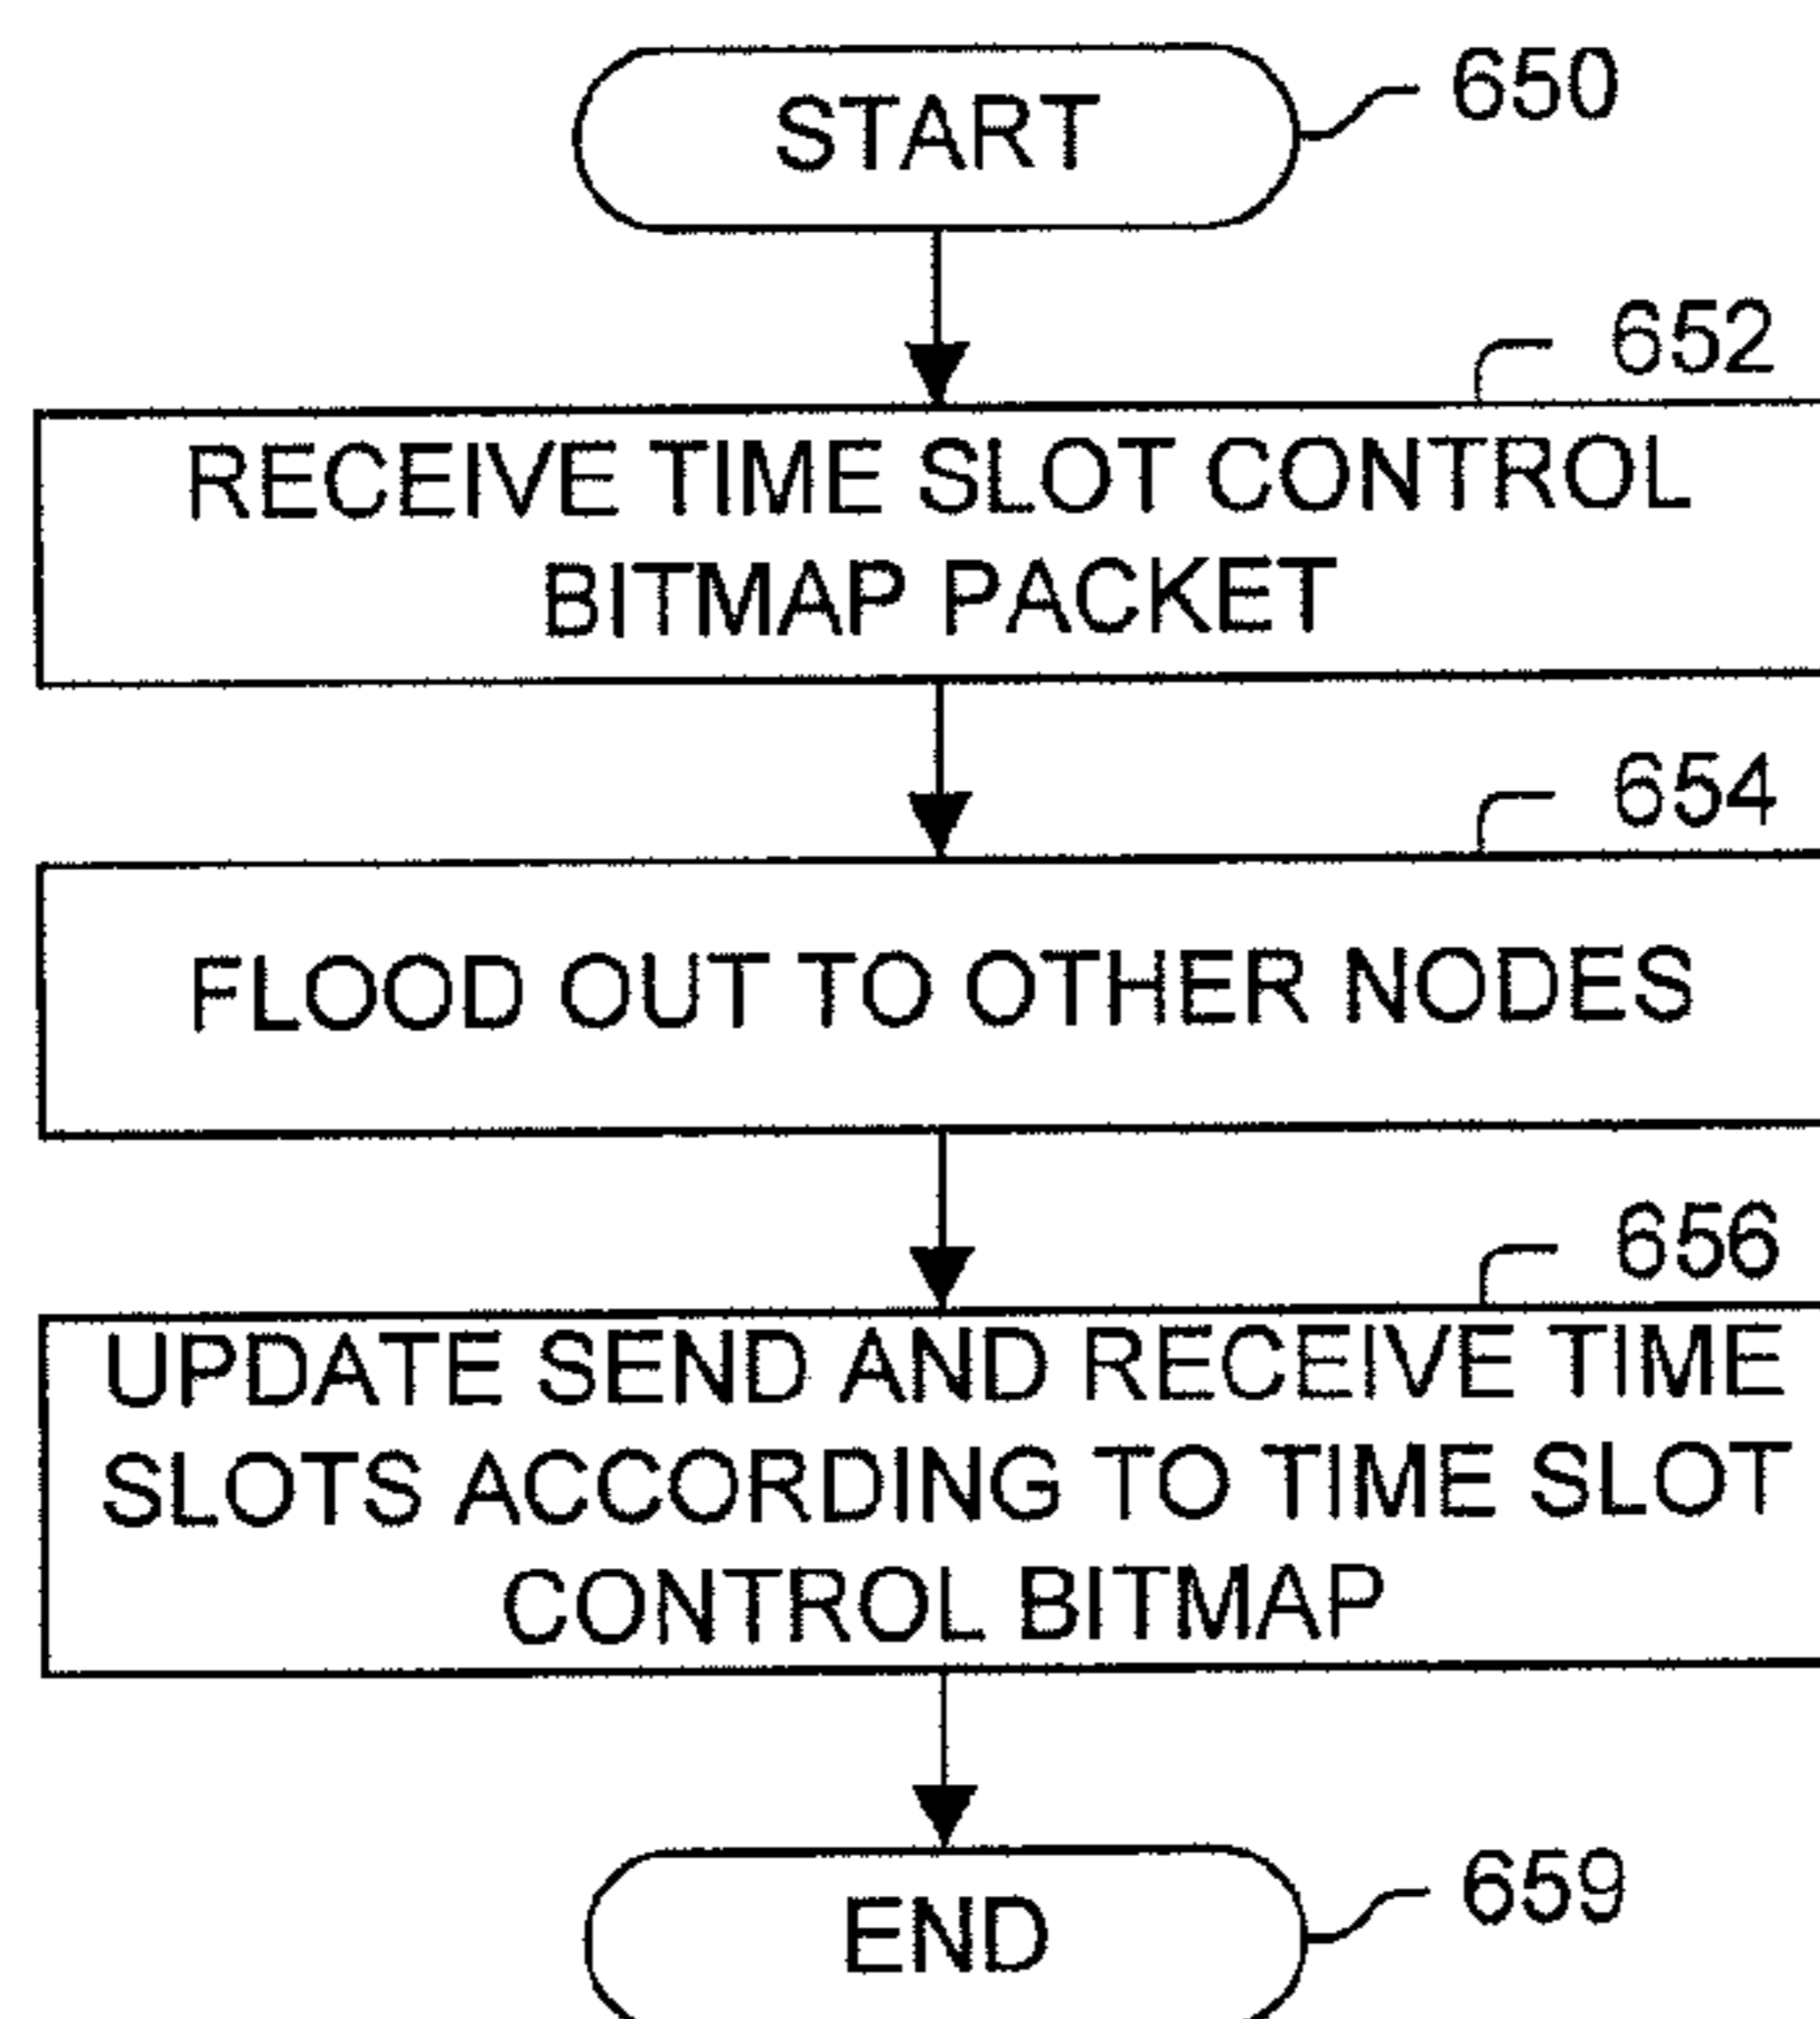 START
650
652
RECEIVE TIME SLOT CONTROL
BITMAP PACKET
654
FLOOD OUT TO OTHER NODES
656
UPDATE SEND AND RECEIVE TIME
SLOTS ACCORDING TO TIME SLOT
CONTROL BITMAP
END
659